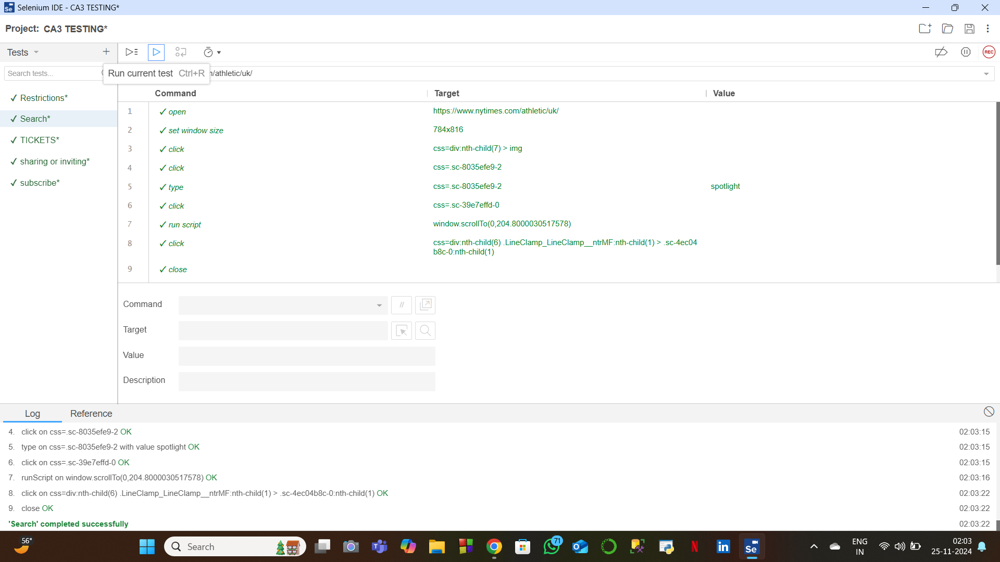 Selenium IDE - CA3 TESTING*
Project: CA3 TESTING*
Tests
Search tests...
Run current test Ctrl+R
/athletic/uk/
Restrictions*
Search*
TICKETS*
sharing or inviting*
subscribe*
REC
Command Target Value
1 open https://www.nytimes.com/athletic/uk/
2 set window size 784x816
3 click css=div:nth-child(7) > img
4 click css=.sc-8035efe9-2
5 type css=.sc-8035efe9-2 spotlight
6 click css=.sc-39e7effd-0
7 run script window.scrollTo(0,204.8000030517578)
8 click css=div:nth-child(6) .LineClamp_LineClamp__ntrMF:nth-child(1) > .sc-4ec04
b8c-0:nth-child(1)
9 close
Command //
Target
Value
Description
Log Reference
4. click on css=.sc-8035efe9-2 OK 02:03:15
5. type on css=.sc-8035efe9-2 with value spotlight OK 02:03:15
6. click on css=.sc-39e7effd-0 OK 02:03:15
7. runScript on window.scrollTo(0,204.8000030517578) OK 02:03:16
8. click on css=div:nth-child(6) .LineClamp_LineClamp__ntrMF:nth-child(1) > .sc-4ec04b8c-0:nth-child(1) OK 02:03:22
9. close OK 02:03:22
'Search' completed successfully 02:03:22
56°
Search
71
Se
ENG
IN
02:03
25-11-2024